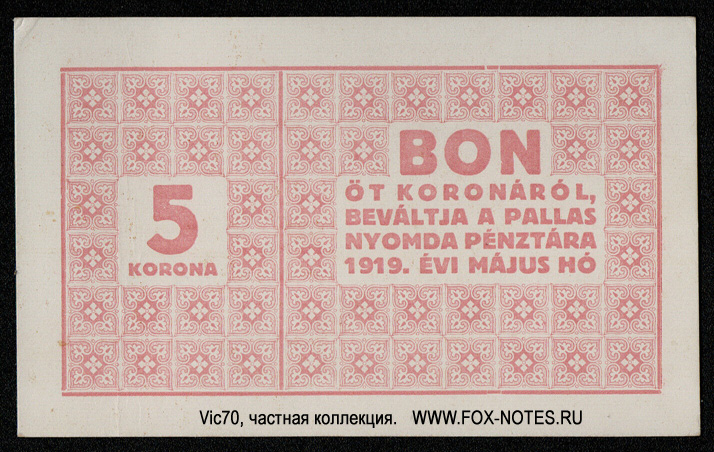 5
KORONA
BON
ÖT KORONÁRÓL,
BEVÁLTJA A PALLAS
NYOMDA PÉNZTÁRA
1919. ÉVI MÁJUS HÓ
Vic70, частная коллекция. WWW.FOX-NOTES.RU